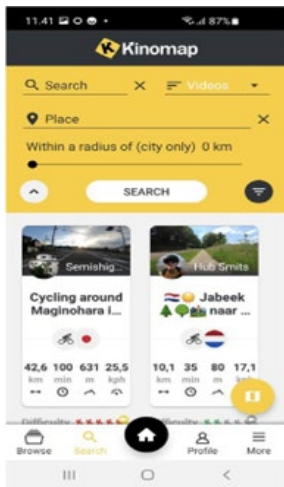 11.41
87%
Kinomap
Search
Videos
Place
Within a radius of (city only) 0 km
SEARCH
Semishig...
Cycling around
Maginohara i...
42,6 100 631 25,5
km min m kph
Difficulty
Hub Smits
Jabeek
naar ...
10,1 35 80 17,1
km min m kph
Difficulty
Browse
Search
Profile
More